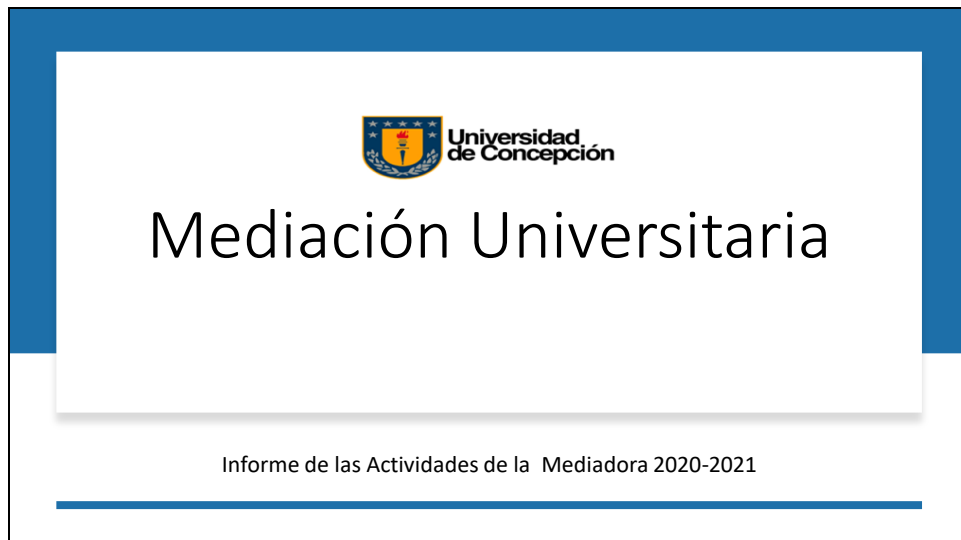 Universidad
de Concepción
Mediación Universitaria
Informe de las Actividades de la Mediadora 2020-2021